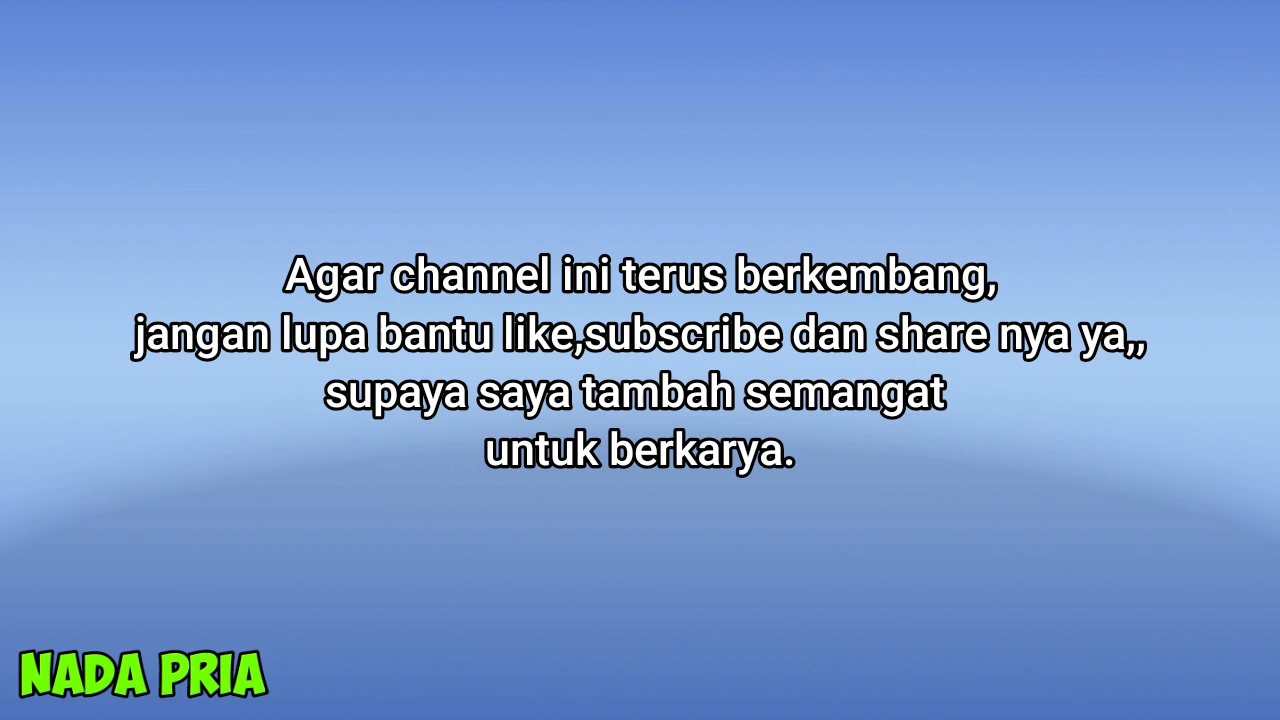 Agar channel ini terus berkembang,
jangan lupa bantu like,subscribe dan share nya ya,,
supaya saya tambah semangat
untuk berkarya.
NADA PRIA